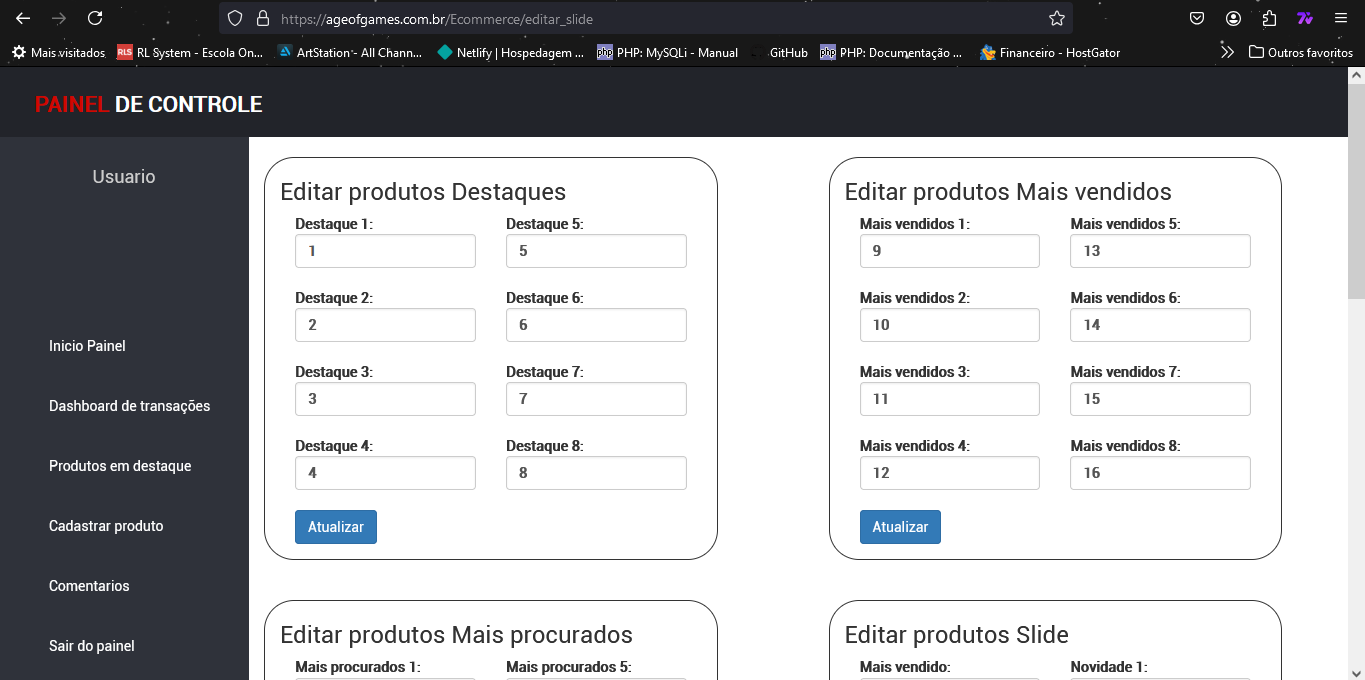 https://ageofgames.com.br/Ecommerce/editar_slide
Mais visitados
RLS
RL System - Escola On...
ArtStation - All Chann...
Netlify | Hospedagem ...
php
PHP: MySQLi - Manual
GitHub
php
PHP: Documentação ...
Financeiro - HostGator
Outros favoritos
PAINEL DE CONTROLE
Usuario
Inicio Painel
Dashboard de transações
Produtos em destaque
Cadastrar produto
Comentarios
Sair do painel
Editar produtos Destaques
Destaque 1:
1
Destaque 5:
5
Destaque 2:
2
Destaque 6:
6
Destaque 3:
3
Destaque 7:
7
Destaque 4:
4
Destaque 8:
8
Atualizar
Editar produtos Mais vendidos
Mais vendidos 1:
9
Mais vendidos 5:
13
Mais vendidos 2:
10
Mais vendidos 6:
14
Mais vendidos 3:
11
Mais vendidos 7:
15
Mais vendidos 4:
12
Mais vendidos 8:
16
Atualizar
Editar produtos Mais procurados
Mais procurados 1:
Mais procurados 5:
Editar produtos Slide
Mais vendido:
Novidade 1: